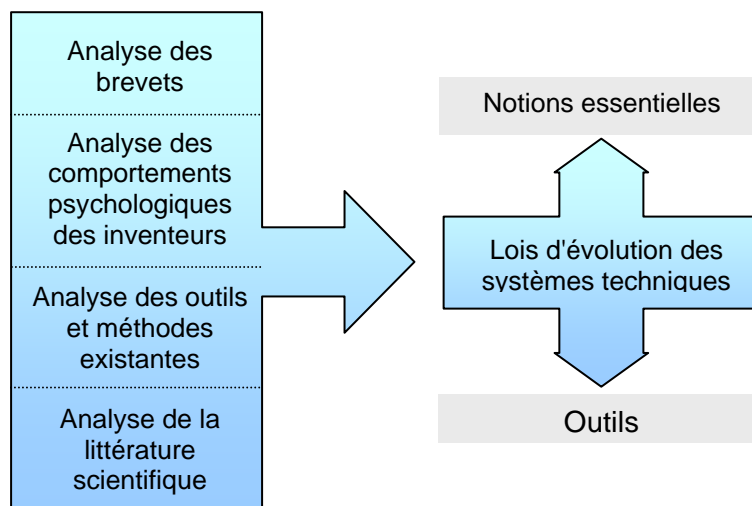 Analyse des
brevets
Analyse des
comportements
psychologiques
des inventeurs
Analyse des outils
et méthodes
existantes
Analyse de la
littérature
scientifique
Notions essentielles
Lois d'évolution des
systèmes techniques
Outils